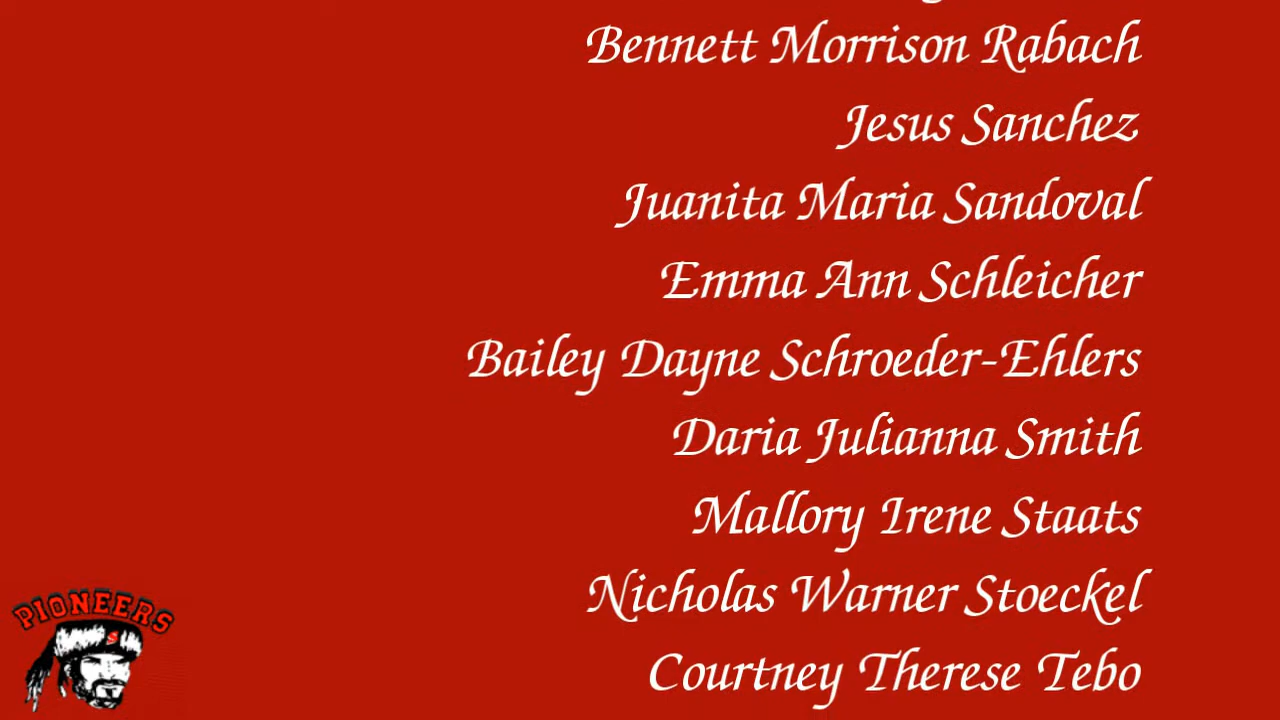 Bennett Morrison Rabach
Jesus Sanchez
Juanita Maria Sandoval
Emma Ann Schleicher
Bailey Dayne Schroeder-Ehlers
Daria Julianna Smith
Mallory Irene Staats
Nicholas Warner Stoeckel
Courtney Therese Tebo
PIONEERS